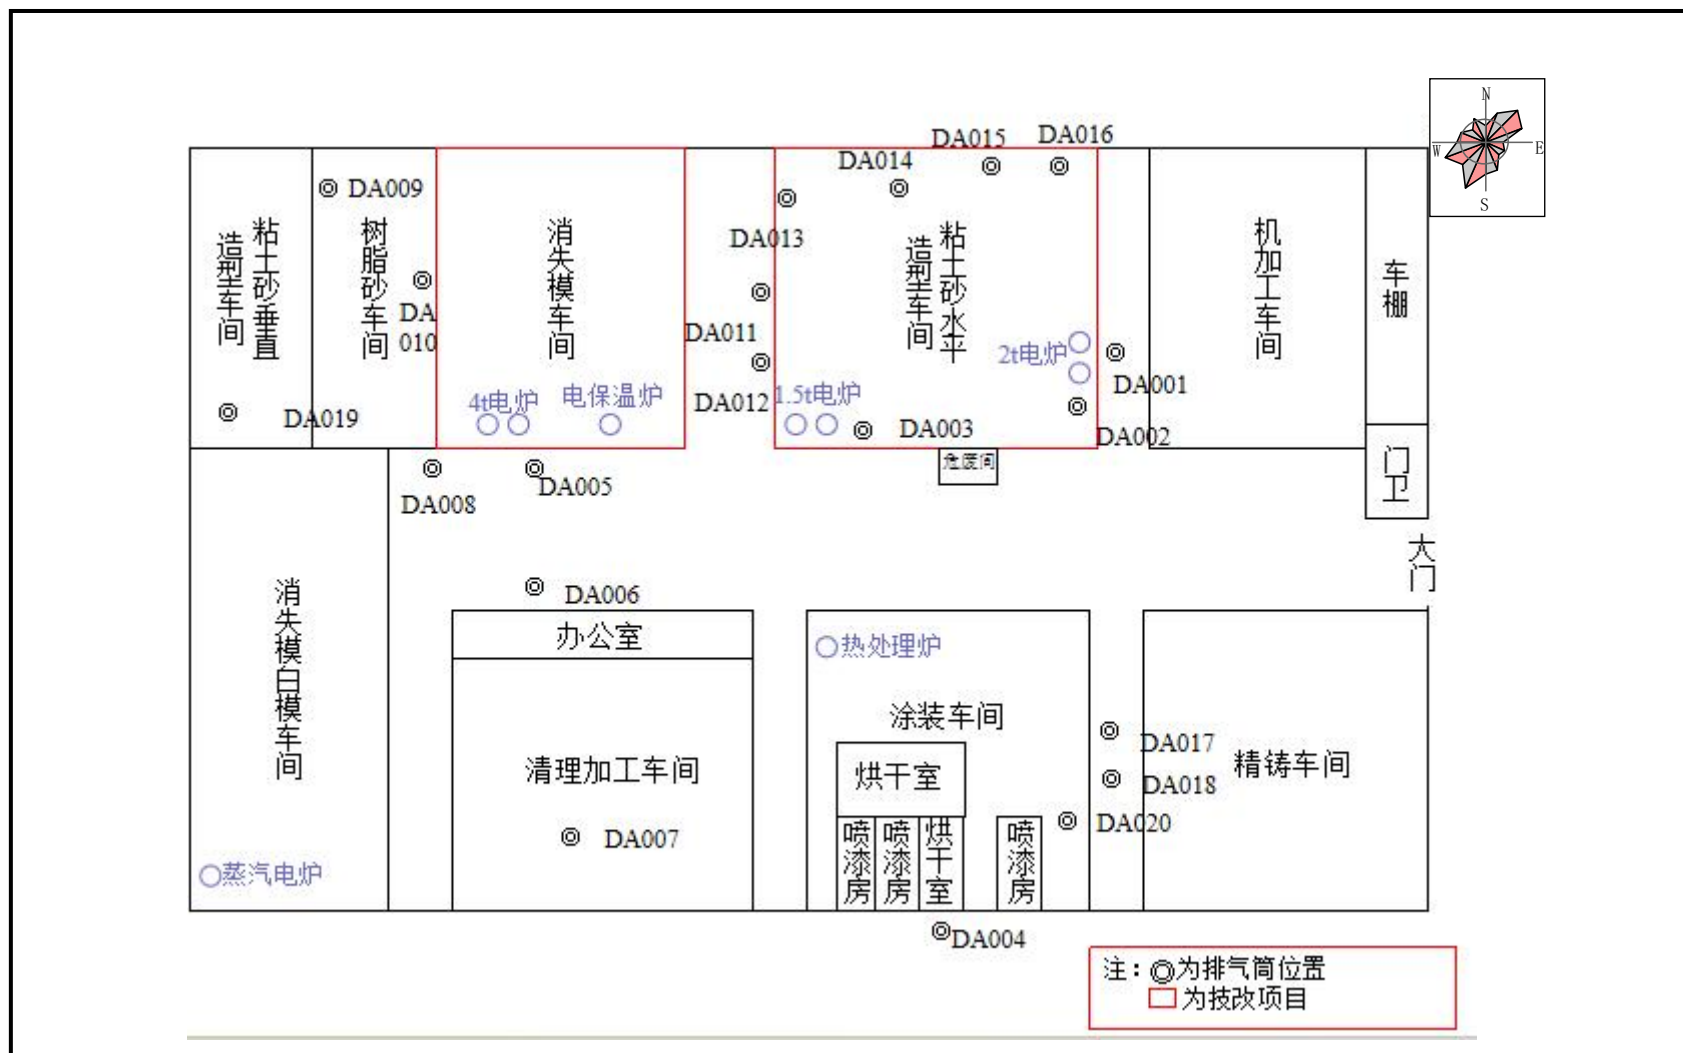 N
W
E
S
DA015
DA016
DA014
DA009
DA013
粘土砂垂直
造型车间
树脂砂车间
消失模车间
粘土砂水平
造型车间
机加工车间
车棚
DA
010
DA011
2t电炉
DA001
DA012
4t电炉
电保温炉
1.5t电炉
DA019
DA003
DA002
危废间
门卫
DA008
DA005
大门
DA006
消失模白模车间
办公室
热处理炉
涂装车间
DA017
清理加工车间
烘干室
DA018
精铸车间
DA020
DA007
喷漆房
喷漆房
烘干室
喷漆房
蒸汽电炉
DA004
注：◎为排气筒位置
为技改项目